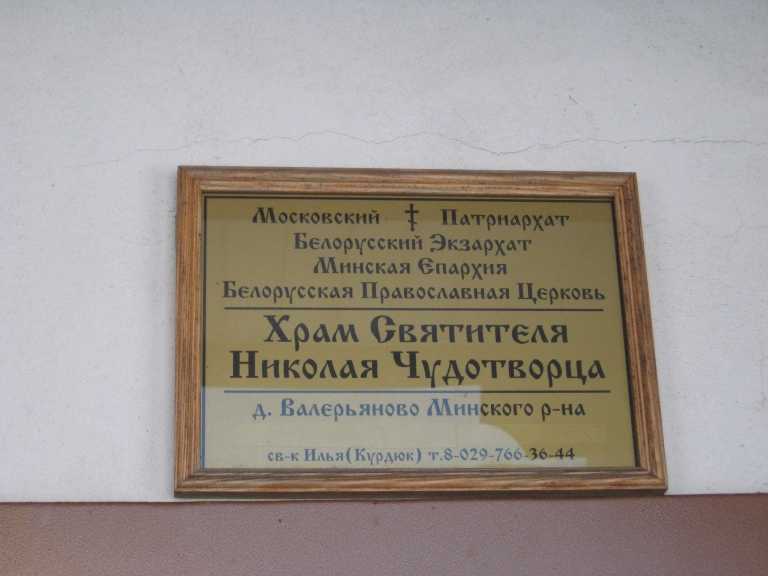 Московский ☦ Патриархат
Белорусский Экзархат
Минская Епархия
Белорусская Православная Церковь
Храм Святителя
Николая Чудотворца
д. Валерьяново Минского р-на
св-к Илья(Курдюк) т.8-029-766-36-44